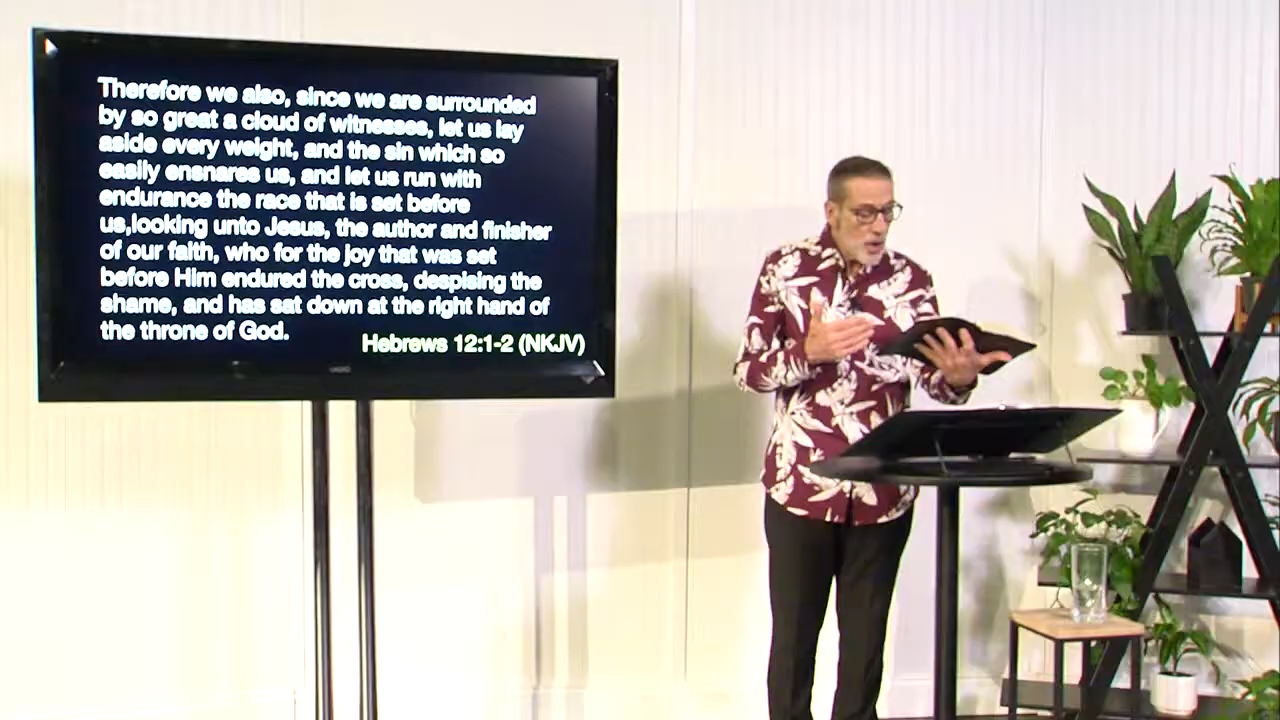 Therefore we also, since we are surrounded
by so great a cloud of witnesses, let us lay
aside every weight, and the sin which so
easily ensnares us, and let us run with
endurance the race that is set before
us,looking unto Jesus, the author and finisher
of our faith, who for the joy that was set
before Him endured the cross, despising the
shame, and has sat down at the right hand of
the throne of God.
Hebrews 12:1-2 (NKJV)